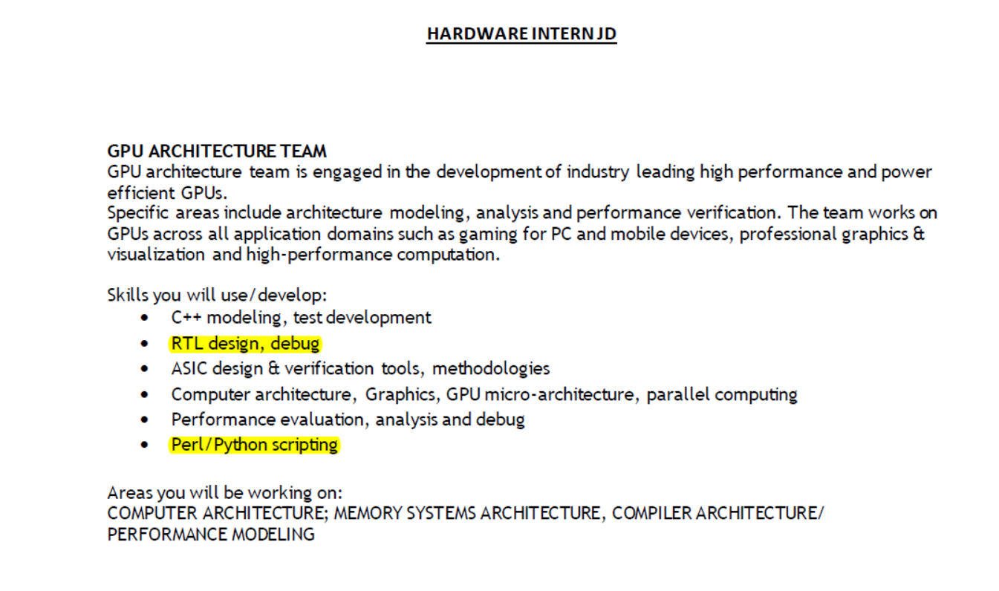 HARDWARE INTERN JD
GPU ARCHITECTURE TEAM
GPU architecture team is engaged in the development of industry leading high performance and power
efficient GPUs.
Specific areas include architecture modeling, analysis and performance verification. The team works on
GPUs across all application domains such as gaming for PC and mobile devices, professional graphics &
visualization and high-performance computation.
Skills you will use/develop:
• C++ modeling, test development
• RTL design, debug
• ASIC design & verification tools, methodologies
• Computer architecture, Graphics, GPU micro-architecture, parallel computing
• Performance evaluation, analysis and debug
• Perl/Python scripting
Areas you will be working on:
COMPUTER ARCHITECTURE; MEMORY SYSTEMS ARCHITECTURE, COMPILER ARCHITECTURE/
PERFORMANCE MODELING